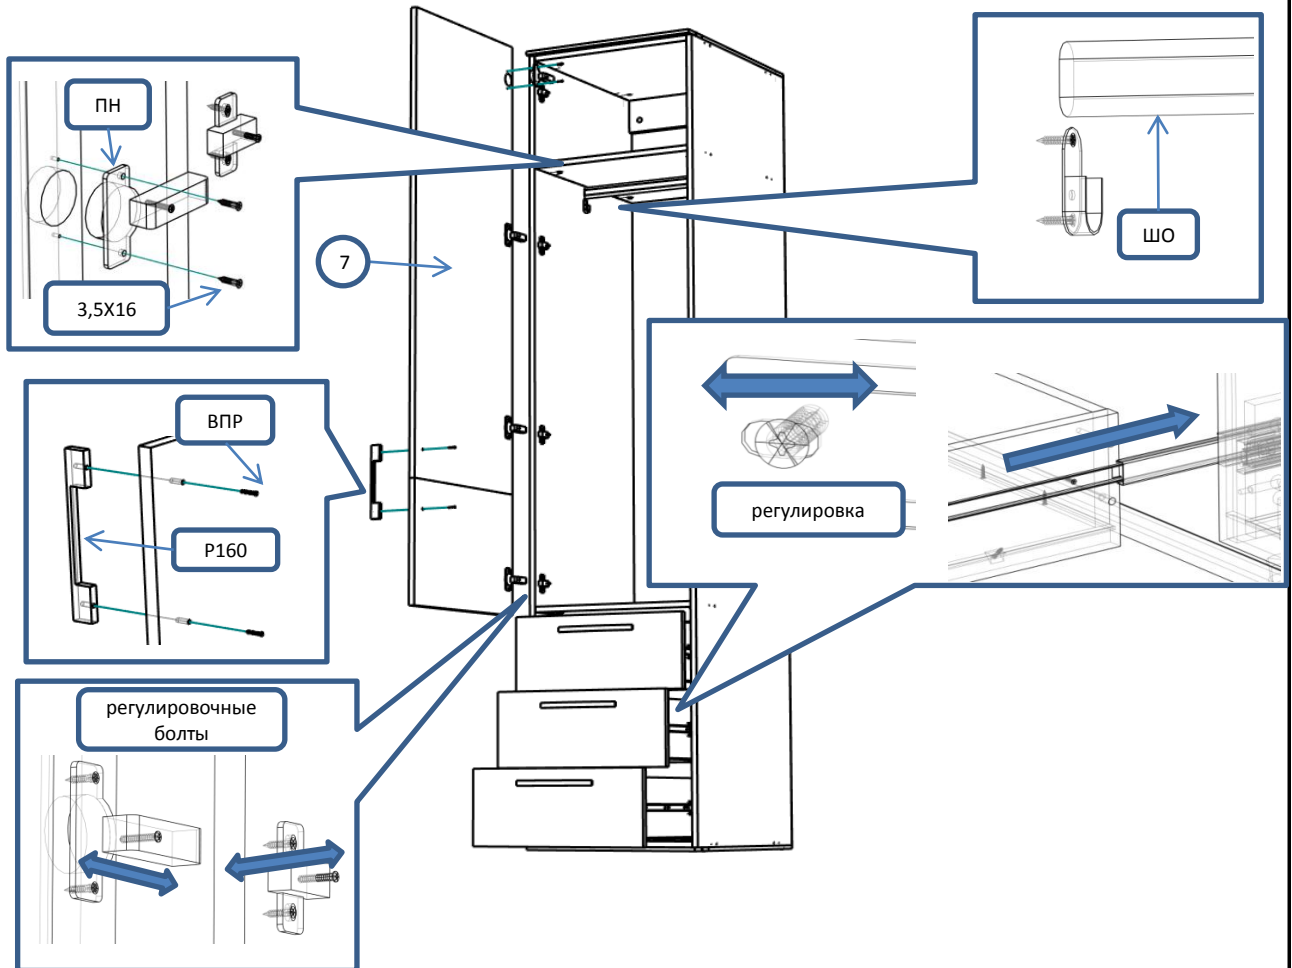 ПН
3,5Х16
7
ШО
ВПР
Р160
регулировка
регулировочные
болты